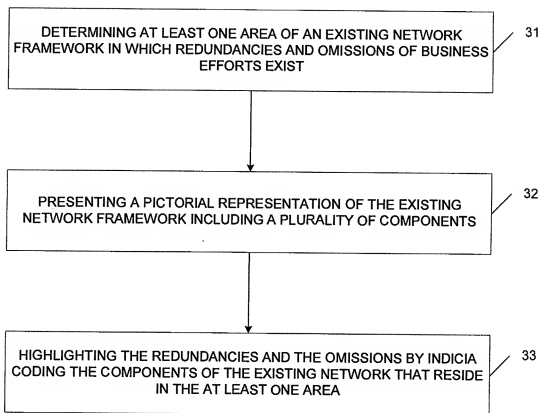 DETERMINING AT LEAST ONE AREA OF AN EXISTING NETWORK
FRAMEWORK IN WHICH REDUNDANCIES AND OMISSIONS OF BUSINESS
EFFORTS EXIST
31
PRESENTING A PICTORIAL REPRESENTATION OF THE EXISTING
NETWORK FRAMEWORK INCLUDING A PLURALITY OF COMPONENTS
32
HIGHLIGHTING THE REDUNDANCIES AND THE OMISSIONS BY INDICIA
CODING THE COMPONENTS OF THE EXISTING NETWORK THAT RESIDE
IN THE AT LEAST ONE AREA
33